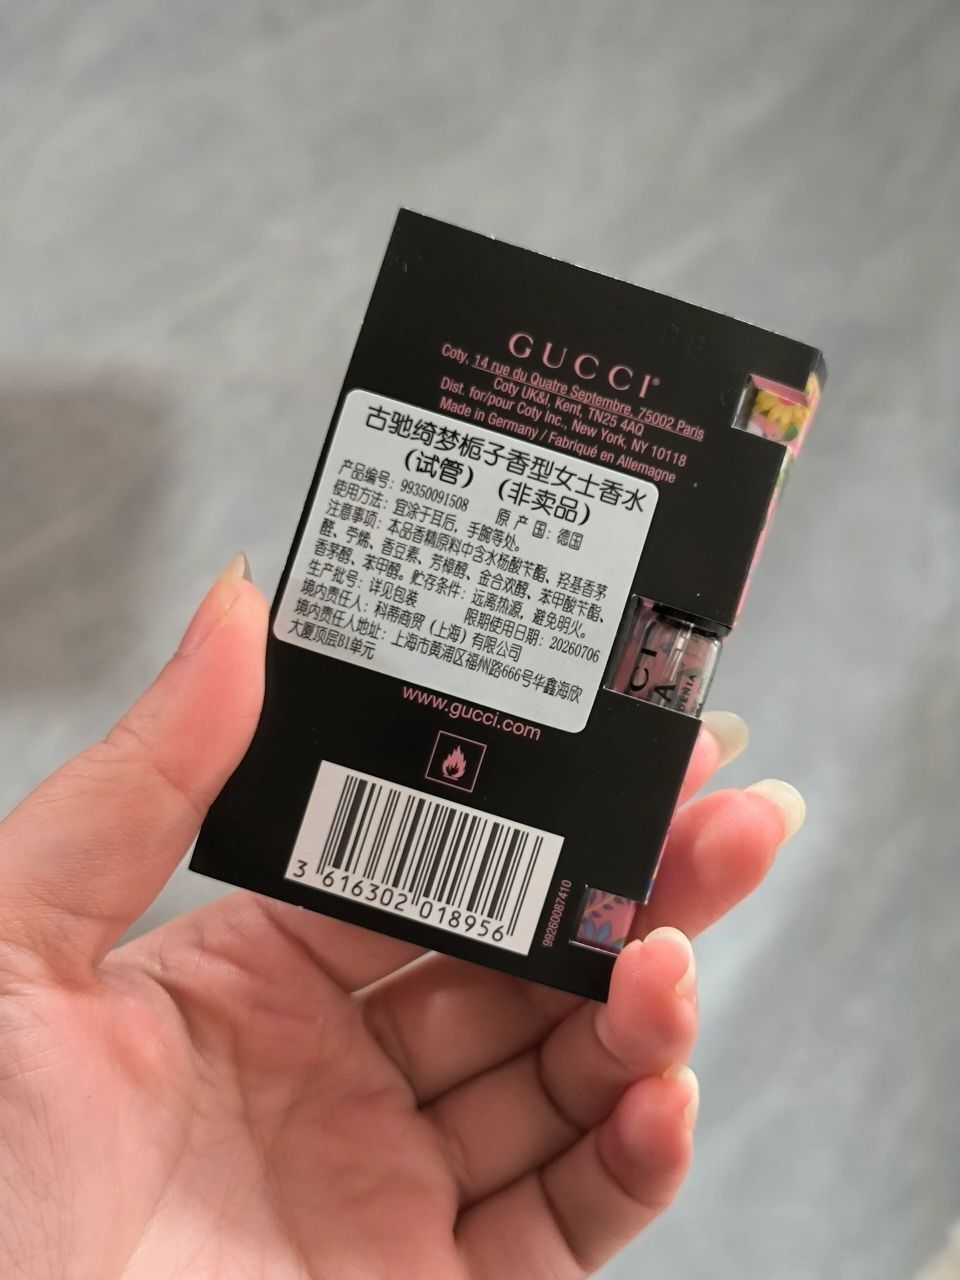 GUCCI
Coty, 14 rue du Quatre Septembre, 75002 Paris
Coty UK&I, Kent, TN25 4AQ
Dist. for/pour Coty Inc., New York, NY 10118
Made in Germany / Fabriqué en Allemagne
古驰绮梦栀子香型女士香水
（试管）（非卖品）
产品编号：99350091508 原产国：德国
使用方法：宜涂于耳后，手腕等处。
注意事项：本品香精原料中含水杨酸苄酯、羟基香茅
醛、苧烯、香豆素、芳樟醇、金合欢醇、苯甲酸苄酯、
香茅醇、苯甲醇。贮存条件：远离热源，避免明火。
生产批号：详见包装 限期使用日期：20260706
境内责任人：科蒂商贸（上海）有限公司
境内责任人地址：上海市黄浦区福州路666号华鑫海欣
大厦顶层B1单元
www.gucci.com
3 616302 018956
99260087410